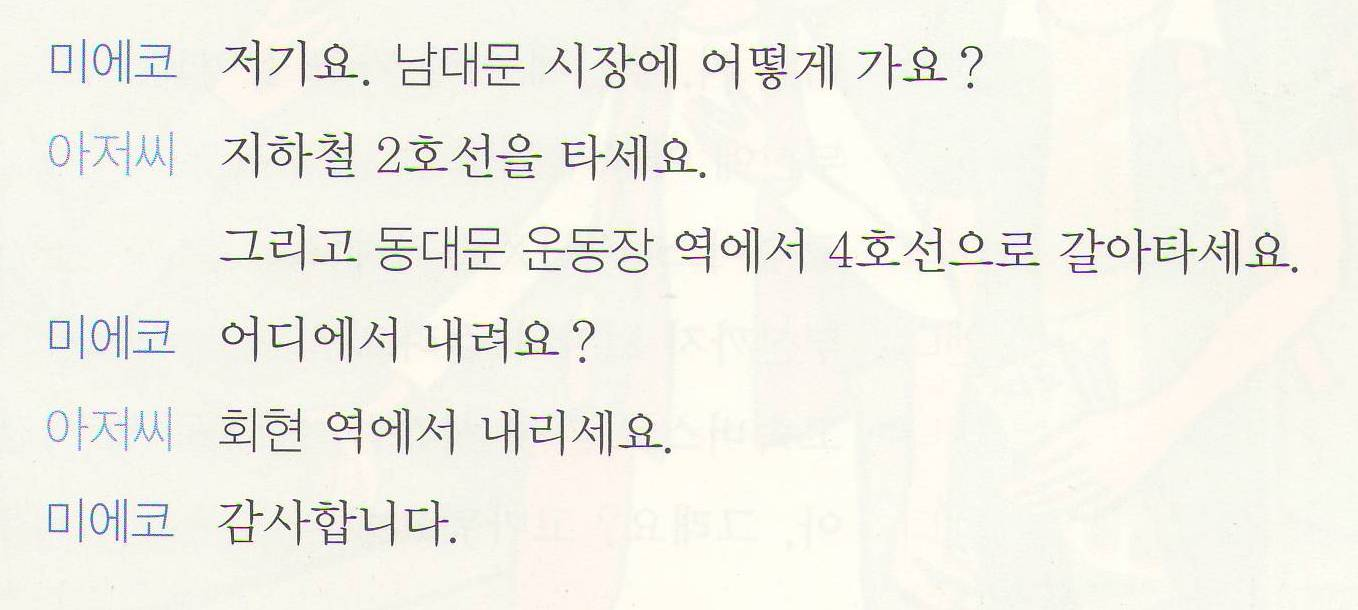 미에코 저기요. 남대문 시장에 어떻게 가요?
아저씨 지하철 2호선을 타세요.
그리고 동대문 운동장 역에서 4호선으로 갈아타세요.
미에코 어디에서 내려요?
아저씨 회현 역에서 내리세요.
미에코 감사합니다.